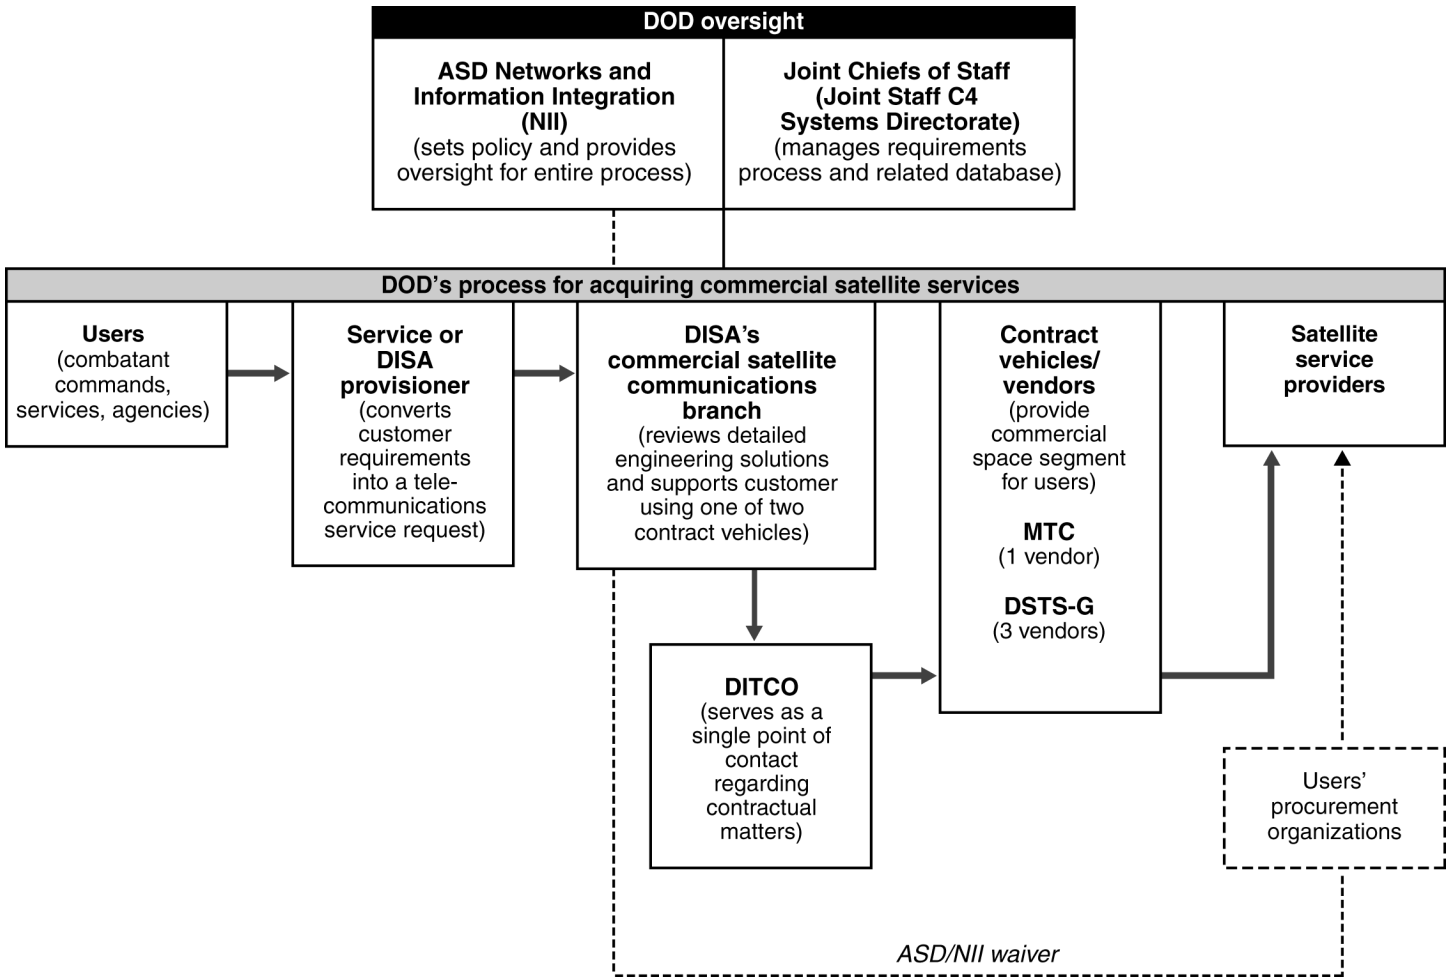 DOD oversight
ASD Networks and
Information Integration
(NII)
(sets policy and provides
oversight for entire process)
Joint Chiefs of Staff
(Joint Staff C4
Systems Directorate)
(manages requirements
process and related database)
DOD’s process for acquiring commercial satellite services
Users
(combatant
commands,
services, agencies)
Service or
DISA
provisioner
(converts
customer
requirements
into a tele-
communications
service request)
DISA’s
commercial satellite
communications
branch
(reviews detailed
engineering solutions
and supports customer
using one of two
contract vehicles)
DITCO
(serves as a
single point of
contact
regarding
contractual
matters)
Contract
vehicles/
vendors
(provide
commercial
space segment
for users)
MTC
(1 vendor)
DSTS-G
(3 vendors)
Satellite
service
providers
Users’
procurement
organizations
ASD/NII waiver